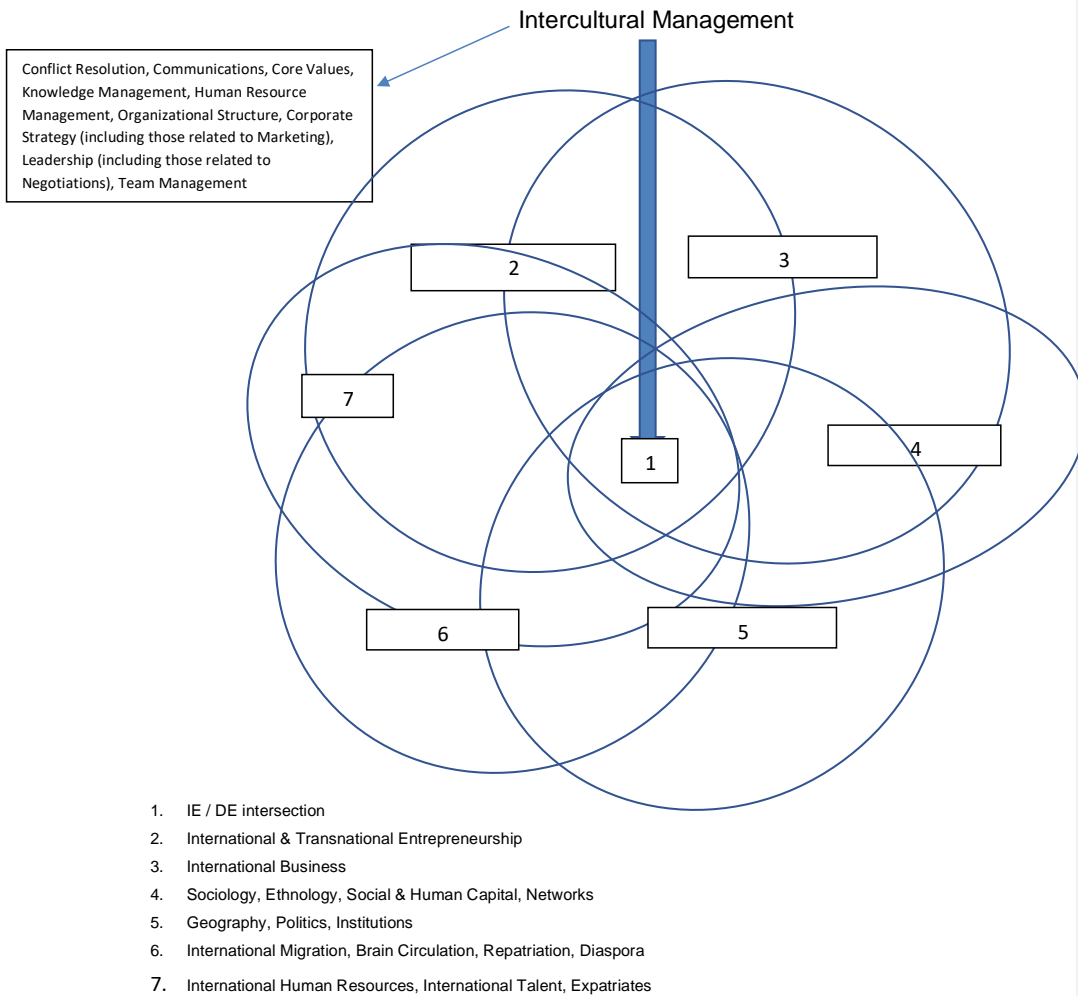 Intercultural Management
Conflict Resolution, Communications, Core Values,
Knowledge Management, Human Resource
Management, Organizational Structure, Corporate
Strategy (including those related to Marketing),
Leadership (including those related to
Negotiations), Team Management
2
3
7
4
1
6
5
1. IE / DE intersection
2. International & Transnational Entrepreneurship
3. International Business
4. Sociology, Ethnology, Social & Human Capital, Networks
5. Geography, Politics, Institutions
6. International Migration, Brain Circulation, Repatriation, Diaspora
7. International Human Resources, International Talent, Expatriates